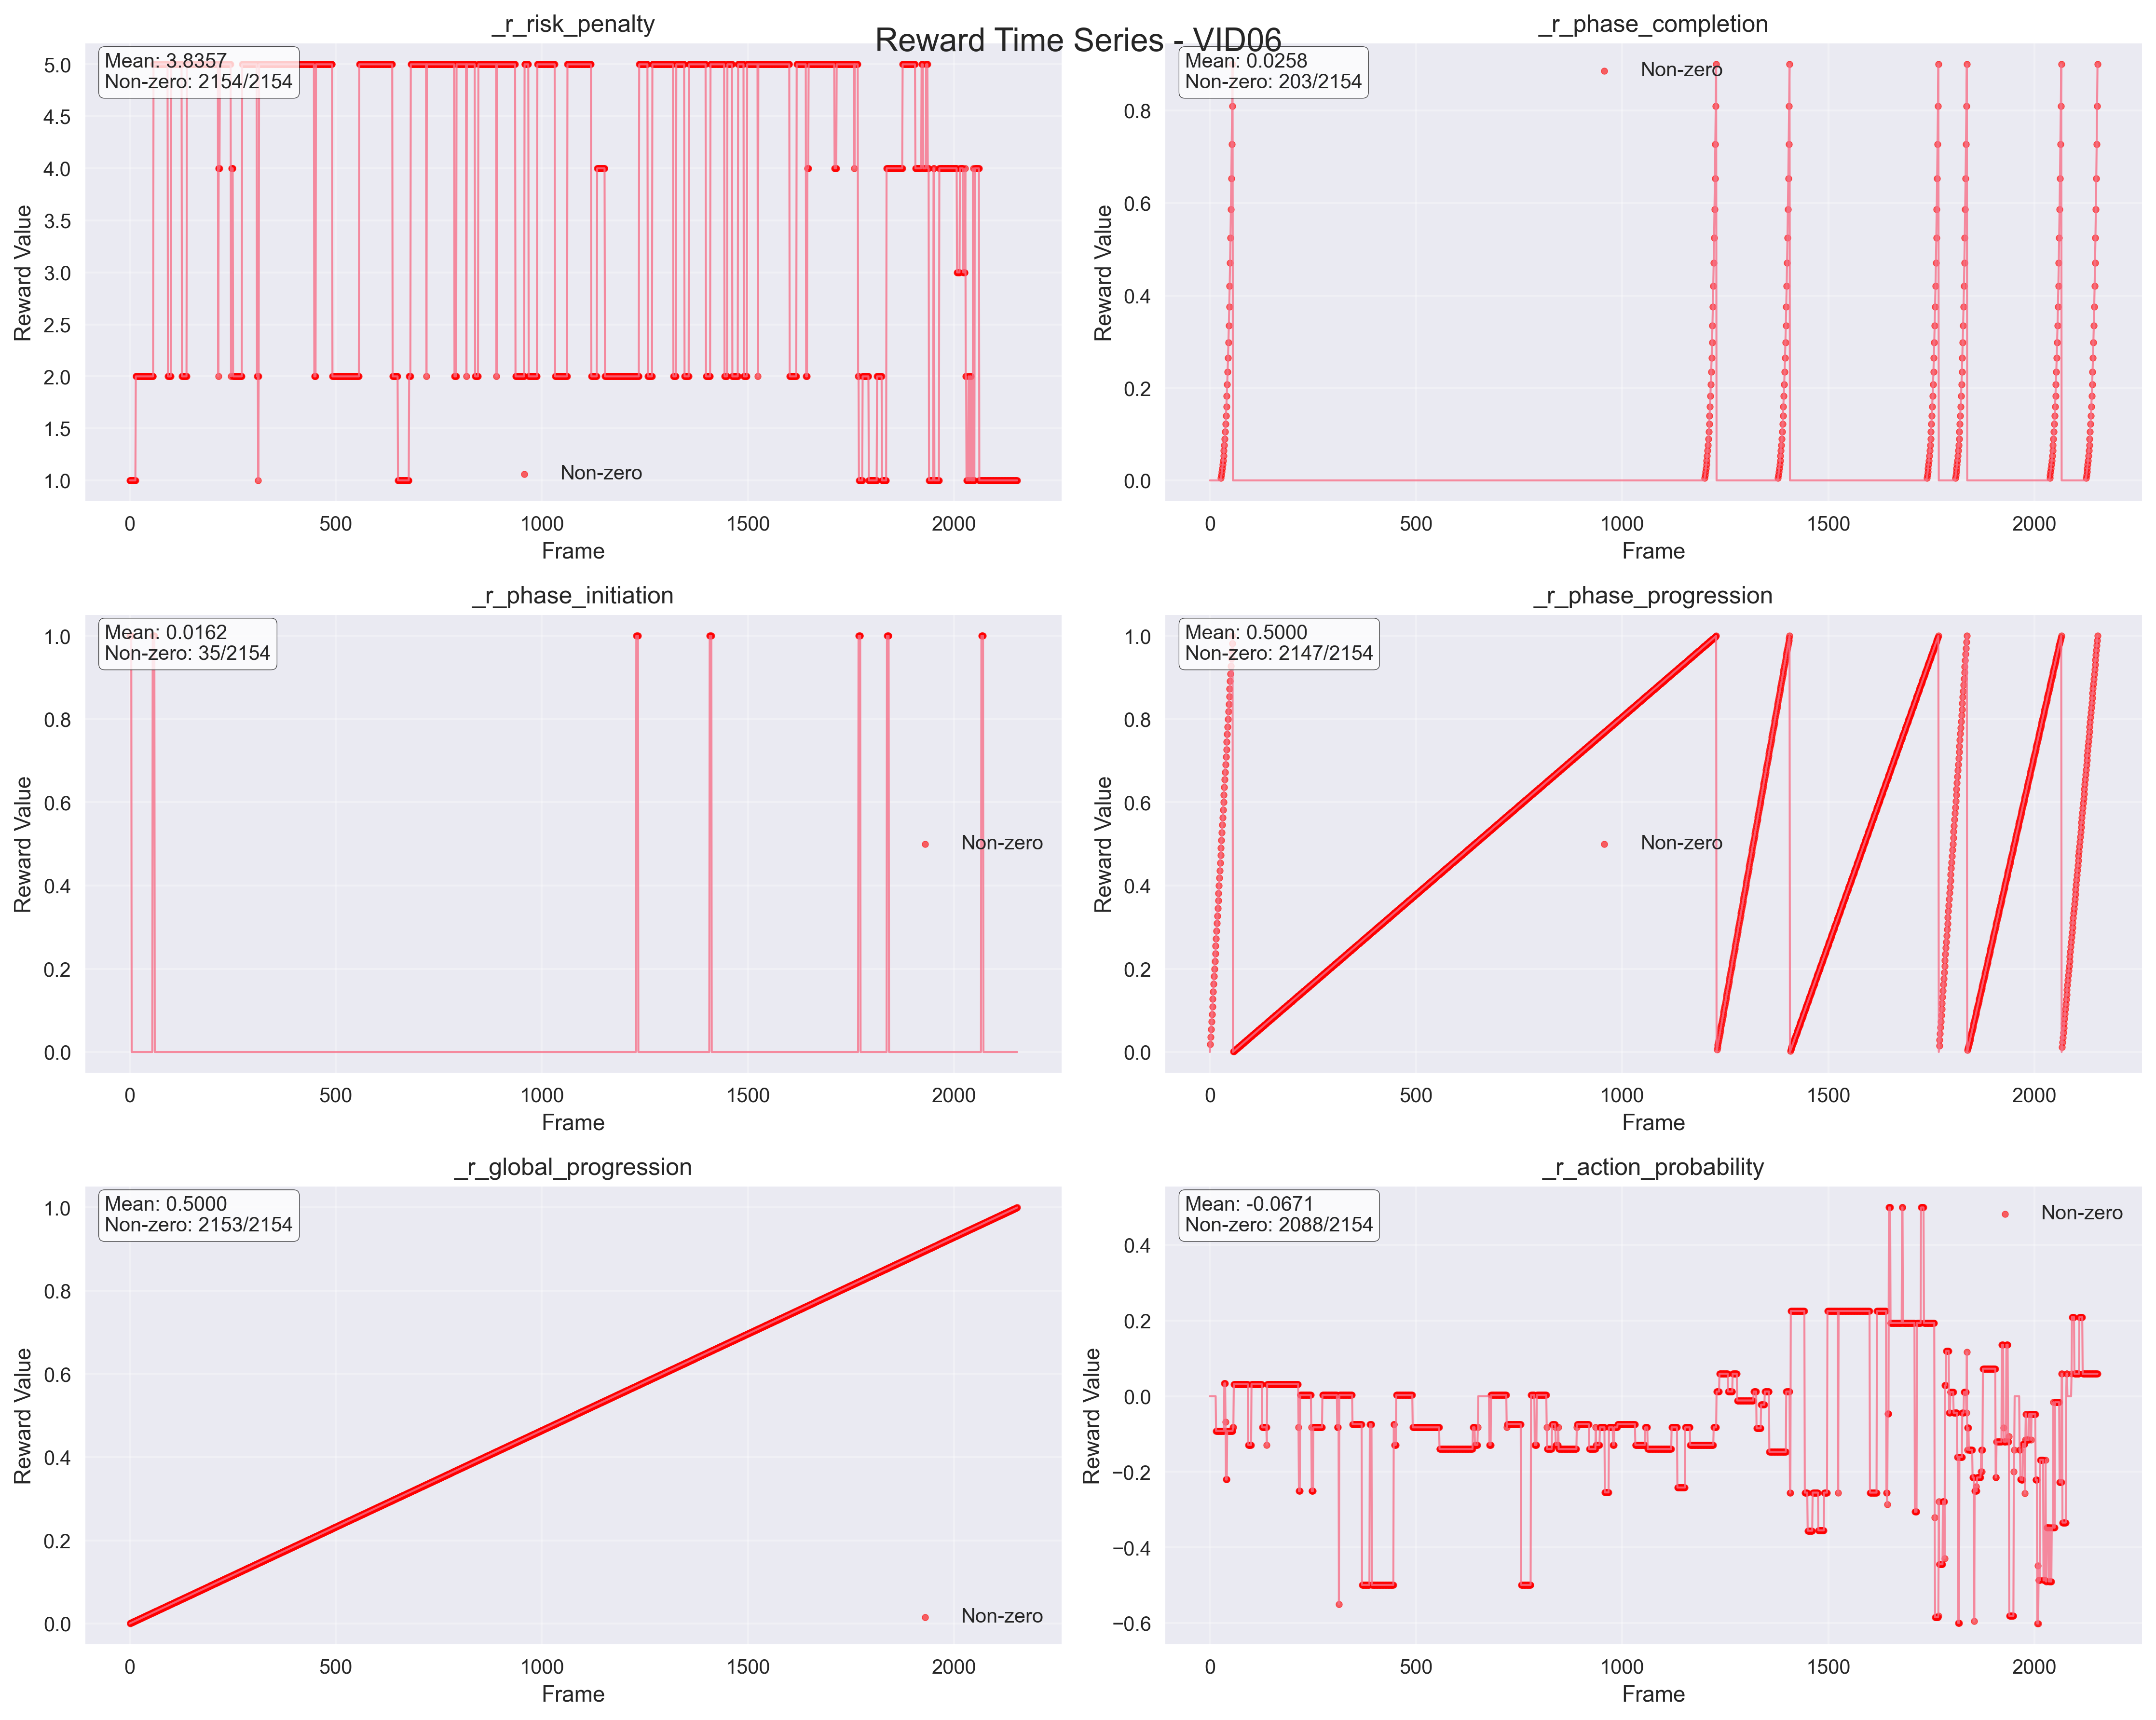 Reward Time Series - VID06
_r_risk_penalty
Mean: 3.8357
Non-zero: 2154/2154
5.0
4.5
4.0
3.5
3.0
2.5
2.0
1.5
1.0
Reward Value
Non-zero
0 500 1000 1500 2000
Frame
_r_phase_completion
Mean: 0.0258
Non-zero: 203/2154
Non-zero
0.8
0.6
0.4
0.2
0.0
Reward Value
0 500 1000 1500 2000
Frame
_r_phase_initiation
Mean: 0.0162
Non-zero: 35/2154
1.0
0.8
0.6
0.4
0.2
0.0
Reward Value
Non-zero
0 500 1000 1500 2000
Frame
_r_phase_progression
Mean: 0.5000
Non-zero: 2147/2154
1.0
0.8
0.6
0.4
0.2
0.0
Reward Value
Non-zero
0 500 1000 1500 2000
Frame
_r_global_progression
Mean: 0.5000
Non-zero: 2153/2154
1.0
0.8
0.6
0.4
0.2
0.0
Reward Value
Non-zero
0 500 1000 1500 2000
Frame
_r_action_probability
Mean: -0.0671
Non-zero: 2088/2154
Non-zero
0.4
0.2
0.0
−0.2
−0.4
−0.6
Reward Value
0 500 1000 1500 2000
Frame